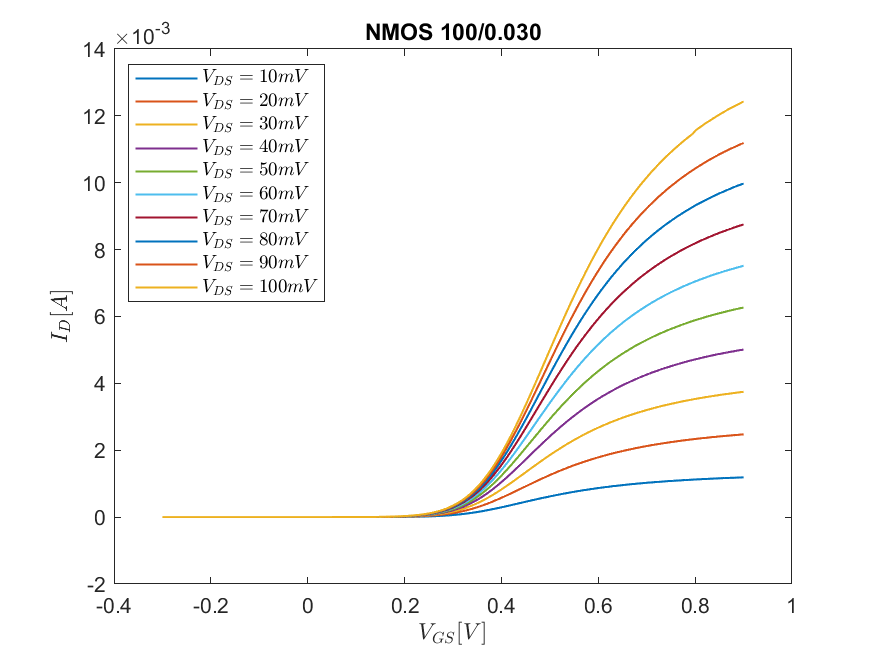 NMOS 100/0.030
×10-3
14
12
10
8
6
4
2
0
-2
I_D[A]
V_DS = 10mV
V_DS = 20mV
V_DS = 30mV
V_DS = 40mV
V_DS = 50mV
V_DS = 60mV
V_DS = 70mV
V_DS = 80mV
V_DS = 90mV
V_DS = 100mV
-0.4 -0.2 0 0.2 0.4 0.6 0.8 1
V_GS[V]